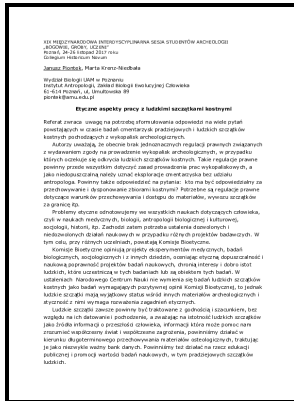 XIX MIĘDZYNARODOWA INTERDYSCYPLINARNA SESJA STUDENTÓW ARCHEOLOGII
„BOGOWIE, GROBY, UCZENI”
Poznań, 24-26 listopad 2017 roku
Collegium Historicum Novum
Janusz Piontek, Marta Krenz-Niedbała
Wydział Biologii UAM w Poznaniu
Instytut Antropologii, Zakład Biologii Ewolucyjnej Człowieka
61-614 Poznań, ul. Umultowska 89
piontek@amu.edu.pl
Etyczne aspekty pracy z ludzkimi szczątkami kostnymi
Referat zwraca uwagę na potrzebę sformułowania odpowiedzi na wiele pytań
powstających w czasie badań cmentarzysk pradziejowych i ludzkich szczątków
kostnych pochodzących z wykopalisk archeologicznych.
Autorzy uważają, że obecnie brak jednoznacznych regulacji prawnych związanych
z wydawaniem zgody na prowadzenie wykopalisk archeologicznych, w przypadku
których oczekuje się odkrycia ludzkich szczątków kostnych. Takie regulacje prawne
powinny przede wszystkim dotyczyć zasad prowadzenia prac wykopaliskowych, a
jako niedopuszczalną należy uznać eksploracje cmentarzysk bez udziału
antropologa. Powinny także odpowiedzieć na pytania: kto ma być odpowiedzialny za
przechowywanie i dysponowanie zbiorami kostnymi? Potrzebne są regulacje prawne
dotyczące warunków przechowywania i dostępu do materiałów, wywozu szczątków
za granicę itp.
Problemy etyczne odnotowujemy we wszystkich naukach dotyczących człowieka,
czyli w naukach medycznych, biologii, antropologii biologicznej i kulturowej,
socjologii, historii, itp. Zachodzi zatem potrzeba ustalenia dozwolonych i
niedozwolonych działań naukowych w przypadku różnych projektów badawczych. W
tym celu, przy różnych uczelniach, powstają Komisje Bioetyczne.
Komisje Bioetyczne opiniują projekty eksperymentów medycznych, badań
biologicznych, socjologicznych i z innych dziedzin, oceniając etyczną dopuszczalność i
naukową poprawność projektów badań naukowych, chronią interesy i dobre istot
ludzkich, które uczestniczą w tych badaniach lub są obiektem tych badań. W
ustaleniach Narodowego Centrum Nauki nie wymienia się badań ludzkich szczątków
kostnych jako badań wymagających pozytywnej opinii Komisji Bioetycznej, to jednak
ludzkie szczątki mają wyjątkowy status wśród innych materiałów archeologicznych i
styczność z nimi wymaga rozważenia zagadnień etycznych.
Ludzkie szczątki zawsze powinny być traktowane z godnością i szacunkiem, bez
względu na ich datowanie i pochodzenie, a zważając na istotność ludzkich szczątków
jako źródła informacji o przeszłości człowieka, informacji która może pomóc nam
zrozumieć współczesny świat i współczesne zagrożenia, powinniśmy działać w
kierunku długoterminowego przechowywania materiałów osteologicznych, traktując
je jako niezwykle ważny bank danych. Powinniśmy też działać na rzecz edukacji
publicznej i promocji wartości badań naukowych, w tym pradziejowych szczątków
ludzkich.